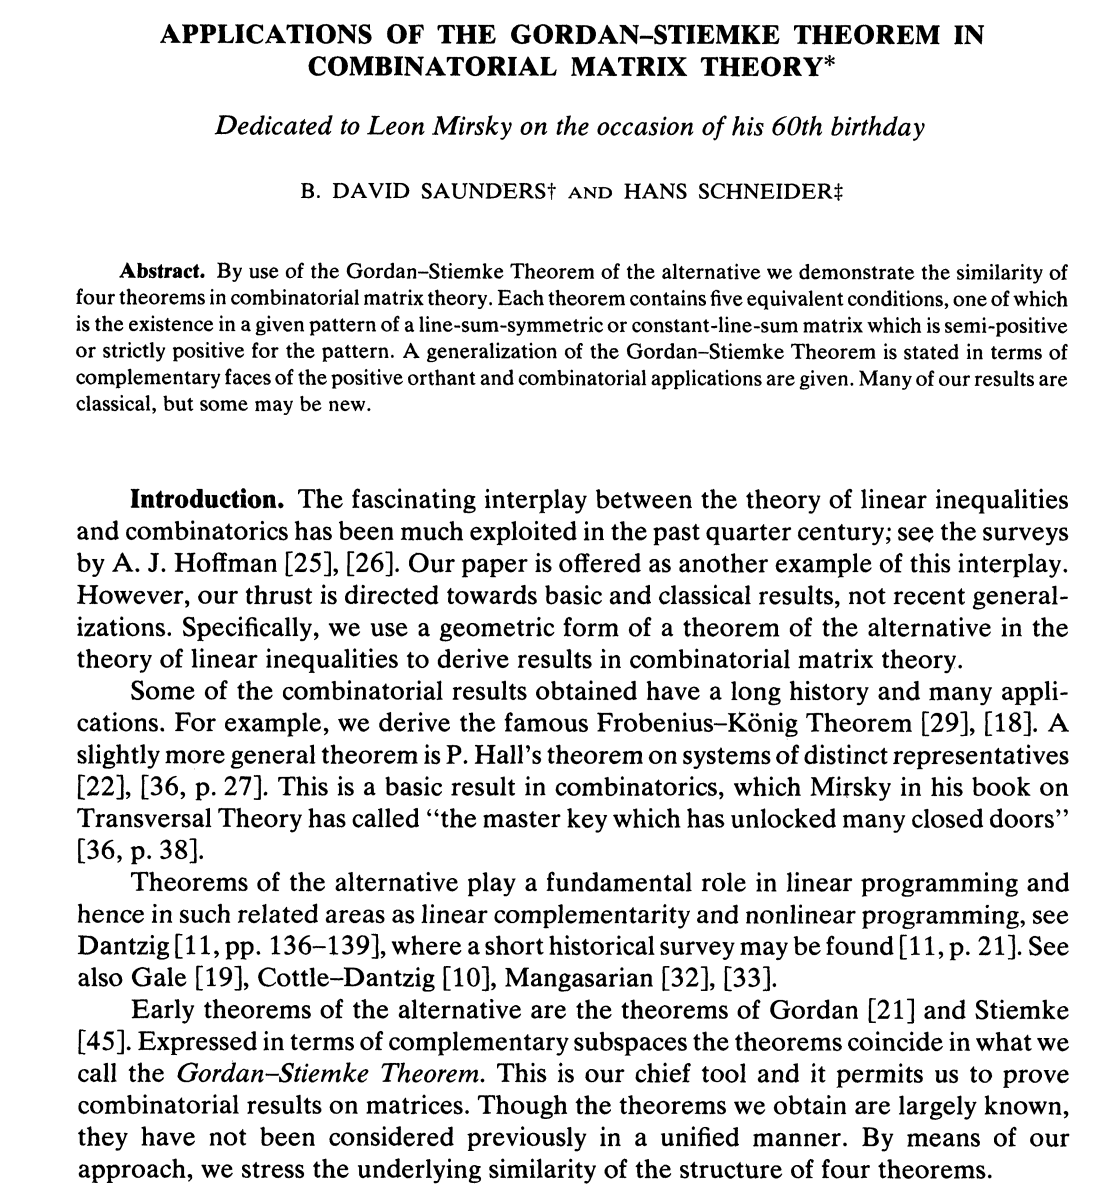 APPLICATIONS OF THE GORDAN–STIEMKE THEOREM IN
COMBINATORIAL MATRIX THEORY*
Dedicated to Leon Mirsky on the occasion of his 60th birthday
B. DAVID SAUNDERS† AND HANS SCHNEIDER‡
Abstract. By use of the Gordan–Stiemke Theorem of the alternative we demonstrate the similarity of
four theorems in combinatorial matrix theory. Each theorem contains five equivalent conditions, one of which
is the existence in a given pattern of a line-sum-symmetric or constant-line-sum matrix which is semi-positive
or strictly positive for the pattern. A generalization of the Gordan–Stiemke Theorem is stated in terms of
complementary faces of the positive orthant and combinatorial applications are given. Many of our results are
classical, but some may be new.
Introduction. The fascinating interplay between the theory of linear inequalities
and combinatorics has been much exploited in the past quarter century; see the surveys
by A. J. Hoffman [25], [26]. Our paper is offered as another example of this interplay.
However, our thrust is directed towards basic and classical results, not recent general-
izations. Specifically, we use a geometric form of a theorem of the alternative in the
theory of linear inequalities to derive results in combinatorial matrix theory.
Some of the combinatorial results obtained have a long history and many appli-
cations. For example, we derive the famous Frobenius–König Theorem [29], [18]. A
slightly more general theorem is P. Hall's theorem on systems of distinct representatives
[22], [36, p. 27]. This is a basic result in combinatorics, which Mirsky in his book on
Transversal Theory has called “the master key which has unlocked many closed doors”
[36, p. 38].
Theorems of the alternative play a fundamental role in linear programming and
hence in such related areas as linear complementarity and nonlinear programming, see
Dantzig [11, pp. 136–139], where a short historical survey may be found [11, p. 21]. See
also Gale [19], Cottle–Dantzig [10], Mangasarian [32], [33].
Early theorems of the alternative are the theorems of Gordan [21] and Stiemke
[45]. Expressed in terms of complementary subspaces the theorems coincide in what we
call the Gordan–Stiemke Theorem. This is our chief tool and it permits us to prove
combinatorial results on matrices. Though the theorems we obtain are largely known,
they have not been considered previously in a unified manner. By means of our
approach, we stress the underlying similarity of the structure of four theorems.